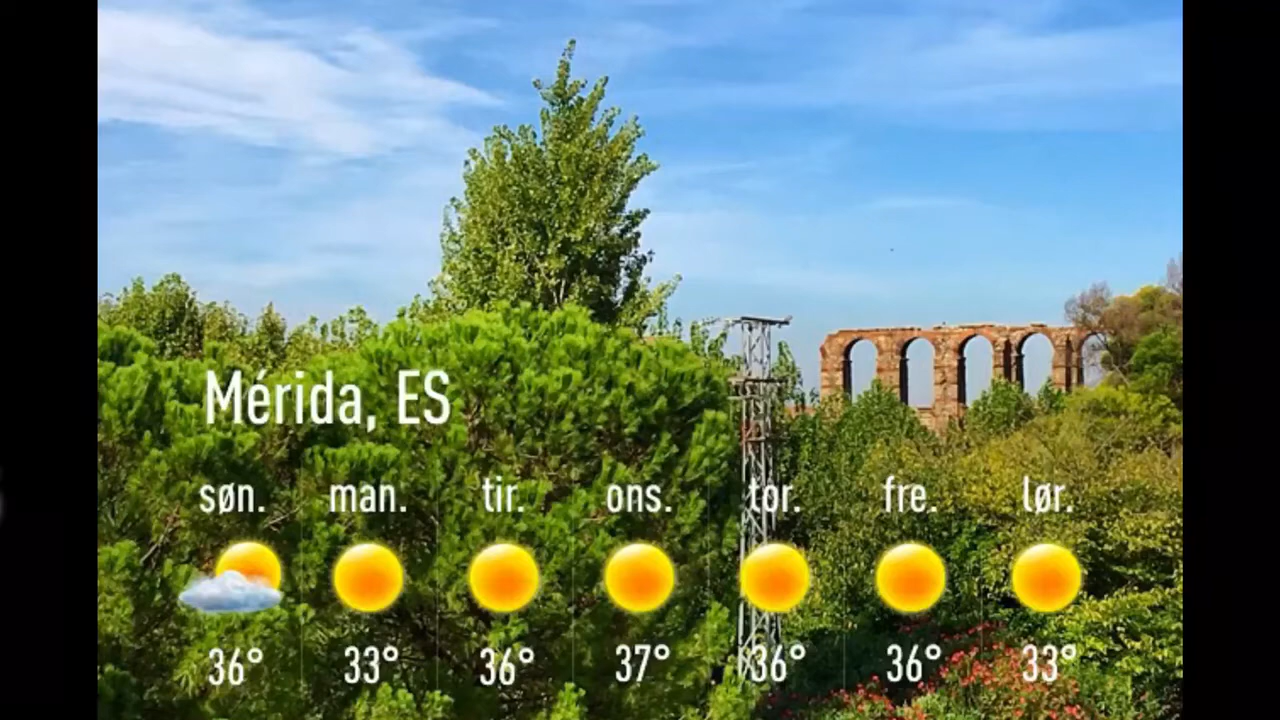 Mérida, ES
søn. man. tir. ons. tor. fre. lør.
36° 33° 36° 37° 36° 36° 33°